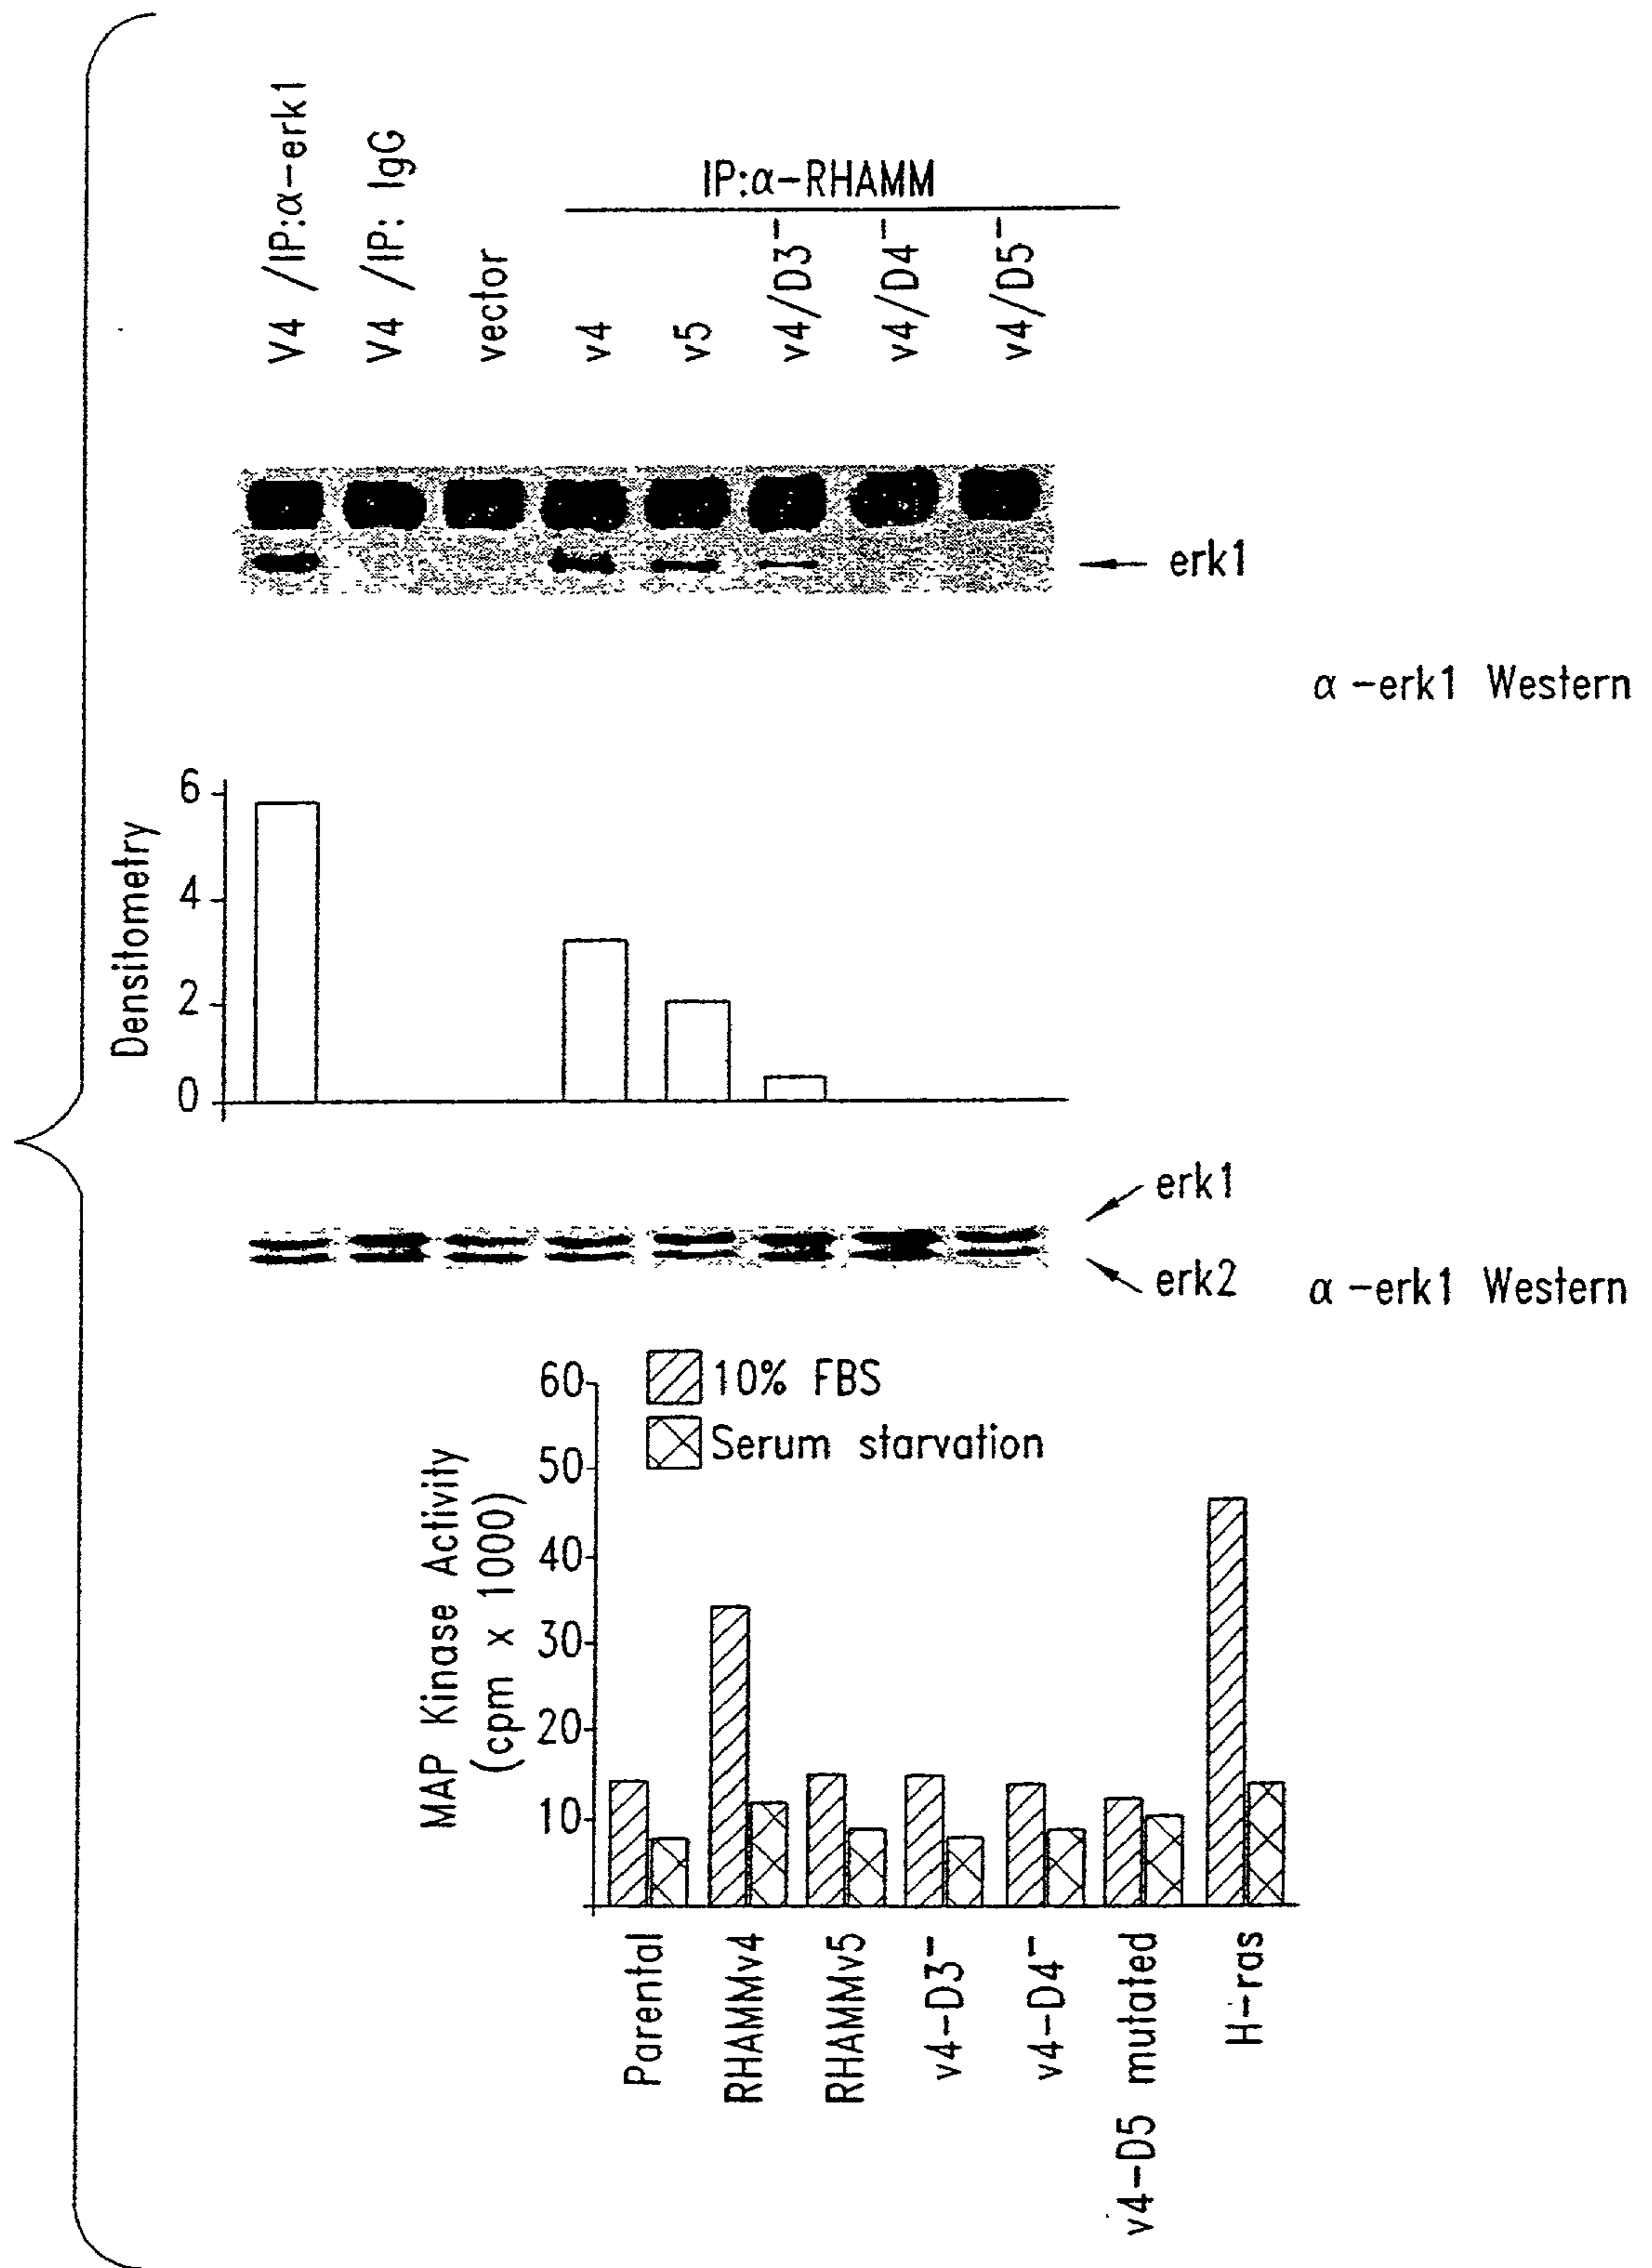 V4 /IP:α-erk1
V4 /IP: IgG
vector
IP:α-RHAMM
v4
v5
v4/D3⁻
v4/D4⁻
v4/D5⁻
erk1
α-erk1 Western
Densitometry
6
4
2
0
erk1
erk2
α-erk1 Western
10% FBS
Serum starvation
MAP Kinase Activity
(cpm x 1000)
60
50
40
30
20
10
Parental
RHAMMv4
RHAMMv5
v4-D3⁻
v4-D4⁻
v4-D5 mutated
H-ras